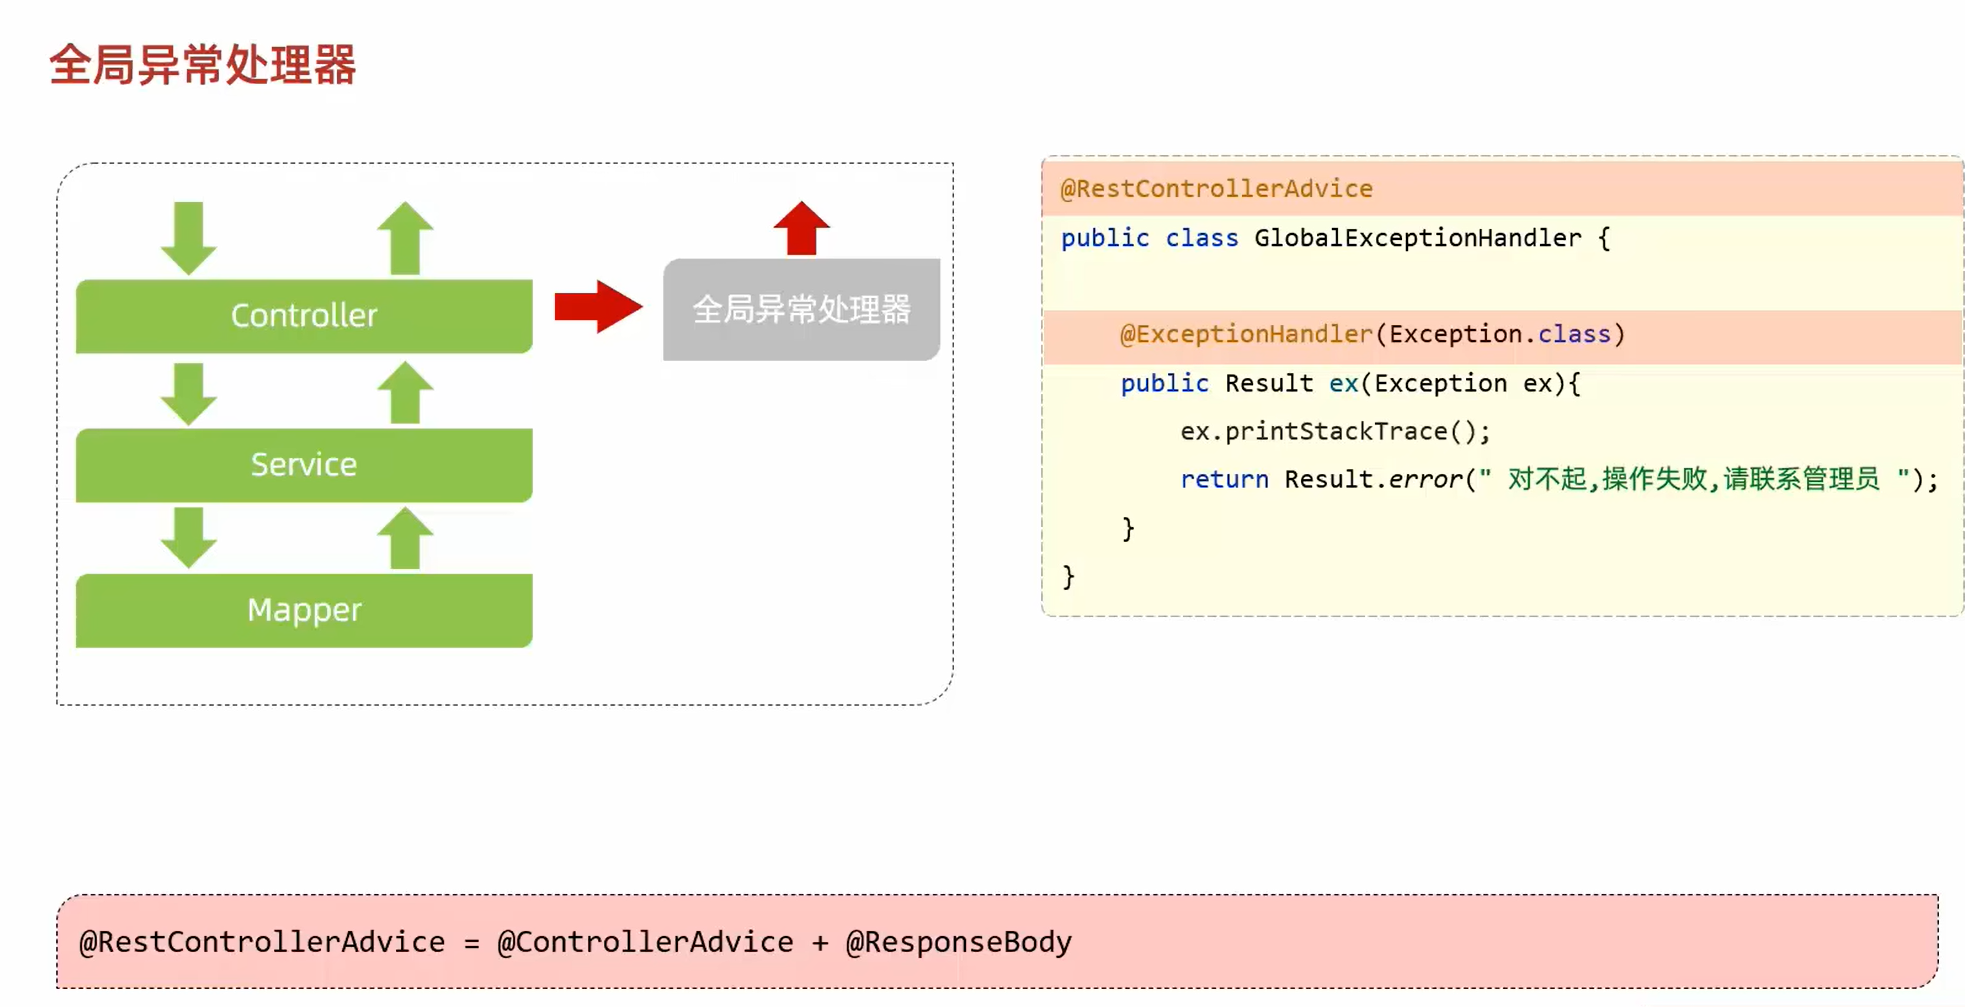 全局异常处理器
Controller
全局异常处理器
Service
Mapper
@RestControllerAdvice
public class GlobalExceptionHandler {
@ExceptionHandler(Exception.class)
public Result ex(Exception ex){
ex.printStackTrace();
return Result.error(" 对不起,操作失败,请联系管理员 ");
}
}
@RestControllerAdvice = @ControllerAdvice + @ResponseBody